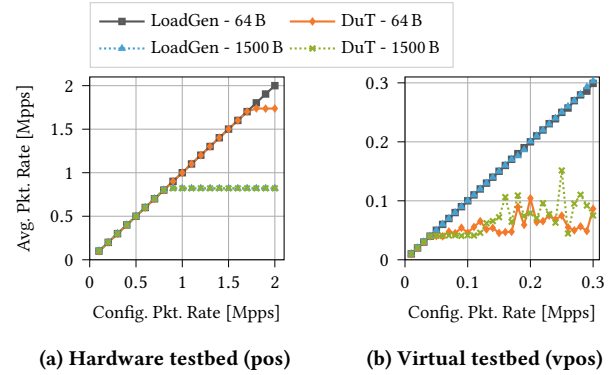 LoadGen - 64 B DuT - 64 B
LoadGen - 1500 B DuT - 1500 B
Avg. Pkt. Rate [Mpps]
2
1
0.5
0
0 0.5 1 1.5 2
Config. Pkt. Rate [Mpps]
0.3
0.2
0.1
0
0 0.1 0.2 0.3
Config. Pkt. Rate [Mpps]
(a) Hardware testbed (pos) (b) Virtual testbed (vpos)